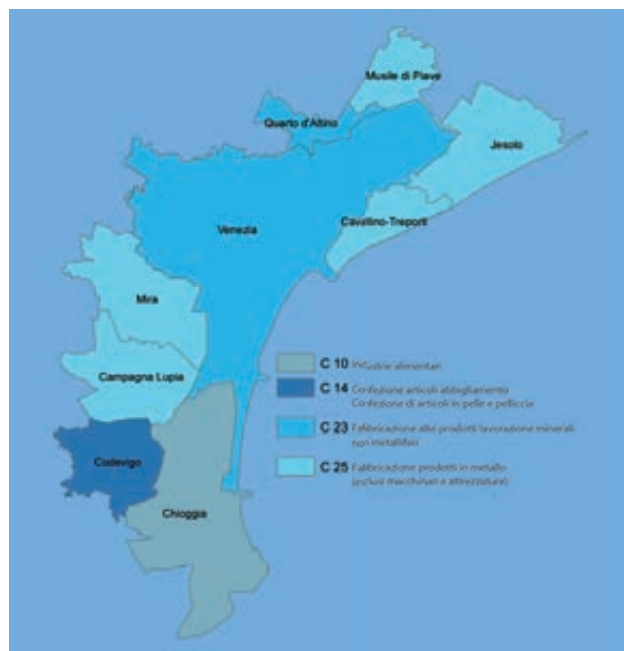 Musile di Piave
Quarto d'Altino
Jesolo
Cavallino-Treporti
Venezia
Mira
Campagna Lupia
Codevigo
Chioggia
C 10 Industrie alimentari
C 14 Confezione articoli abbigliamento
Confezione di articoli in pelle e pelliccia
C 23 Fabbricazione altri prodotti lavorazione minerali
non metalliferi
C 25 Fabbricazione prodotti in metallo
(esclusi macchinari e attrezzature)